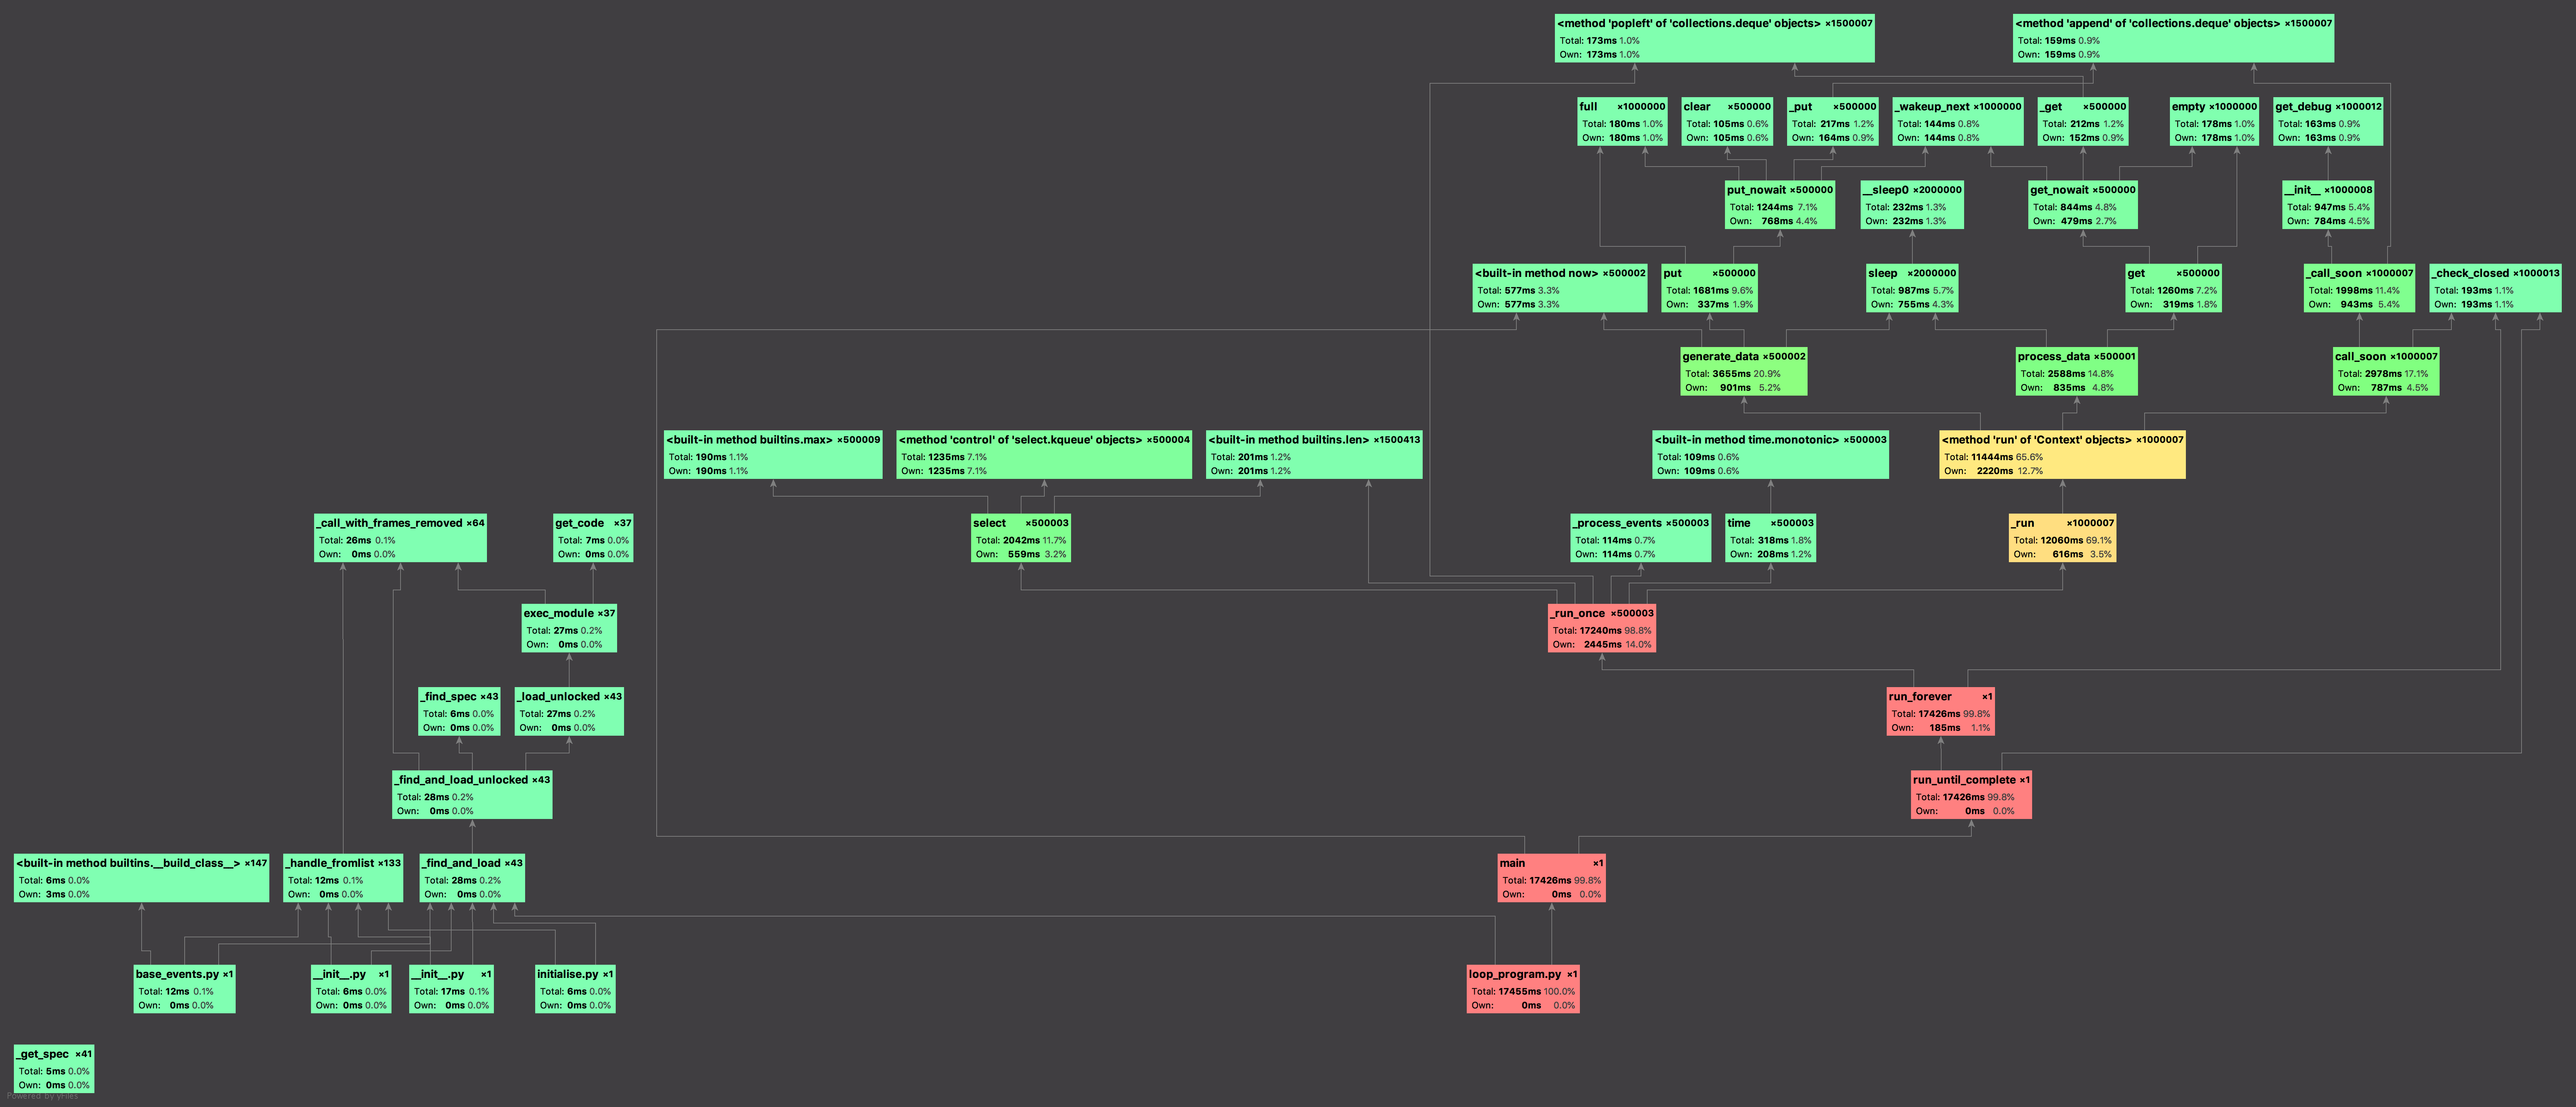 <method 'popleft' of 'collections.deque' objects> ×1500007
Total: 173ms 1.0%
Own: 173ms 1.0%
<method 'append' of 'collections.deque' objects> ×1500007
Total: 159ms 0.9%
Own: 159ms 0.9%
full ×1000000
Total: 180ms 1.0%
Own: 180ms 1.0%
clear ×500000
Total: 105ms 0.6%
Own: 105ms 0.6%
_put ×500000
Total: 217ms 1.2%
Own: 164ms 0.9%
_wakeup_next ×1000000
Total: 144ms 0.8%
Own: 144ms 0.8%
_get ×500000
Total: 212ms 1.2%
Own: 152ms 0.9%
empty ×1000000
Total: 178ms 1.0%
Own: 178ms 1.0%
get_debug ×1000012
Total: 163ms 0.9%
Own: 163ms 0.9%
put_nowait ×500000
Total: 1244ms 7.1%
Own: 768ms 4.4%
__sleep0 ×2000000
Total: 232ms 1.3%
Own: 232ms 1.3%
get_nowait ×500000
Total: 844ms 4.8%
Own: 479ms 2.7%
__init__ ×1000008
Total: 947ms 5.4%
Own: 784ms 4.5%
<built-in method now> ×500002
Total: 577ms 3.3%
Own: 577ms 3.3%
put ×500000
Total: 1681ms 9.6%
Own: 337ms 1.9%
sleep ×2000000
Total: 987ms 5.7%
Own: 755ms 4.3%
get ×500000
Total: 1260ms 7.2%
Own: 319ms 1.8%
_call_soon ×1000007
Total: 1998ms 11.4%
Own: 943ms 5.4%
_check_closed ×1000013
Total: 193ms 1.1%
Own: 193ms 1.1%
generate_data ×500002
Total: 3655ms 20.9%
Own: 901ms 5.2%
process_data ×500001
Total: 2588ms 14.8%
Own: 835ms 4.8%
call_soon ×1000007
Total: 2978ms 17.1%
Own: 787ms 4.5%
<built-in method builtins.max> ×500009
Total: 190ms 1.1%
Own: 190ms 1.1%
<method 'control' of 'select.kqueue' objects> ×500004
Total: 1235ms 7.1%
Own: 1235ms 7.1%
<built-in method builtins.len> ×1500413
Total: 201ms 1.2%
Own: 201ms 1.2%
<built-in method time.monotonic> ×500003
Total: 109ms 0.6%
Own: 109ms 0.6%
<method 'run' of 'Context' objects> ×1000007
Total: 11444ms 65.6%
Own: 2220ms 12.7%
_call_with_frames_removed ×64
Total: 26ms 0.1%
Own: 0ms 0.0%
get_code ×37
Total: 7ms 0.0%
Own: 0ms 0.0%
select ×500003
Total: 2042ms 11.7%
Own: 559ms 3.2%
_process_events ×500003
Total: 114ms 0.7%
Own: 114ms 0.7%
time ×500003
Total: 318ms 1.8%
Own: 208ms 1.2%
_run ×1000007
Total: 12060ms 69.1%
Own: 616ms 3.5%
exec_module ×37
Total: 27ms 0.2%
Own: 0ms 0.0%
_run_once ×500003
Total: 17240ms 98.8%
Own: 2445ms 14.0%
_find_spec ×43
Total: 6ms 0.0%
Own: 0ms 0.0%
_load_unlocked ×43
Total: 27ms 0.2%
Own: 0ms 0.0%
run_forever ×1
Total: 17426ms 99.8%
Own: 185ms 1.1%
_find_and_load_unlocked ×43
Total: 28ms 0.2%
Own: 0ms 0.0%
run_until_complete ×1
Total: 17426ms 99.8%
Own: 0ms 0.0%
<built-in method builtins.__build_class__> ×147
Total: 6ms 0.0%
Own: 3ms 0.0%
_handle_fromlist ×133
Total: 12ms 0.1%
Own: 0ms 0.0%
_find_and_load ×43
Total: 28ms 0.2%
Own: 0ms 0.0%
main ×1
Total: 17426ms 99.8%
Own: 0ms 0.0%
base_events.py ×1
Total: 12ms 0.1%
Own: 0ms 0.0%
__init__.py ×1
Total: 6ms 0.0%
Own: 0ms 0.0%
__init__.py ×1
Total: 17ms 0.1%
Own: 0ms 0.0%
initialise.py ×1
Total: 6ms 0.0%
Own: 0ms 0.0%
loop_program.py ×1
Total: 17455ms 100.0%
Own: 0ms 0.0%
_get_spec ×41
Total: 5ms 0.0%
Own: 0ms 0.0%
Powered by yFiles